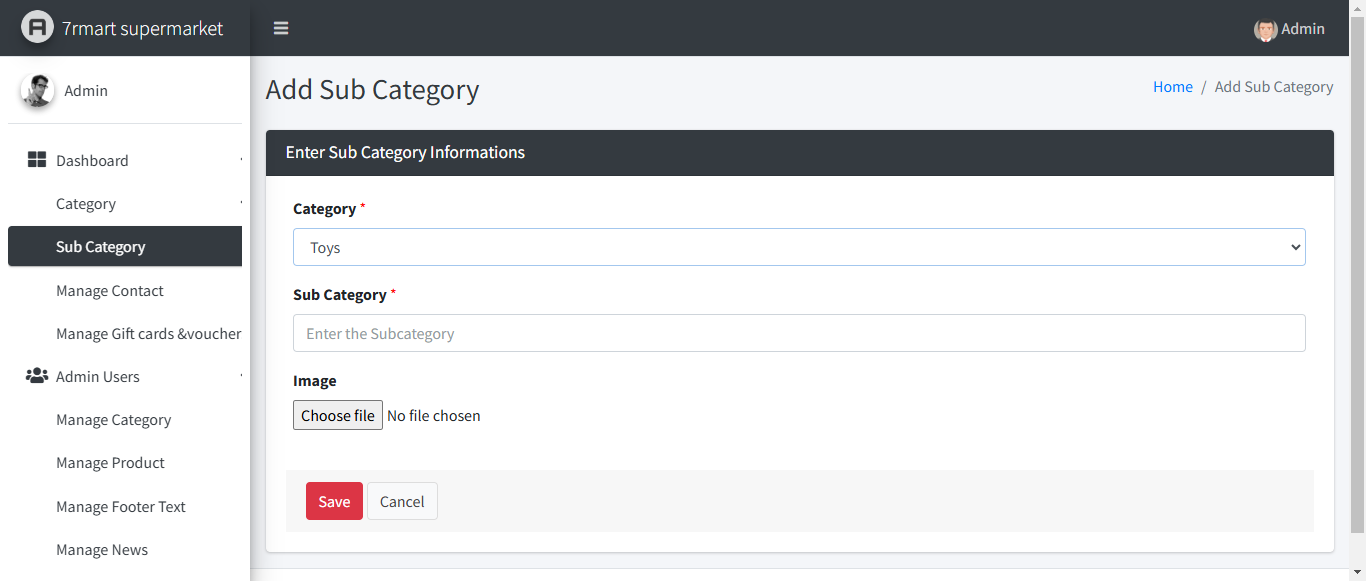 7rmart supermarket
Admin
Admin
Dashboard
Category
Sub Category
Manage Contact
Manage Gift cards &voucher
Admin Users
Manage Category
Manage Product
Manage Footer Text
Manage News
Add Sub Category
Home / Add Sub Category
Enter Sub Category Informations
Category *
Toys
Sub Category *
Enter the Subcategory
Image
Choose file No file chosen
Save Cancel